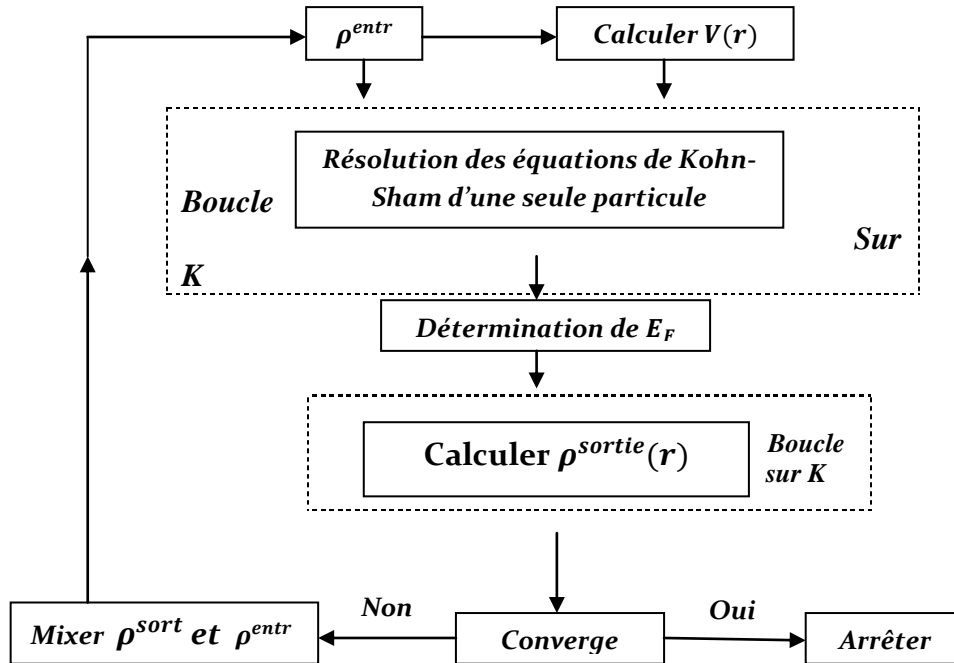 ρ^{entr}
Calculer V(r)
Résolution des équations de Kohn-
Sham d'une seule particule
Boucle
Sur
K
Détermination de E_F
Calculer ρ^{sortie}(r)
Boucle
sur K
Non
Oui
Mixer ρ^{sort} et ρ^{entr}
Converge
Arrêter